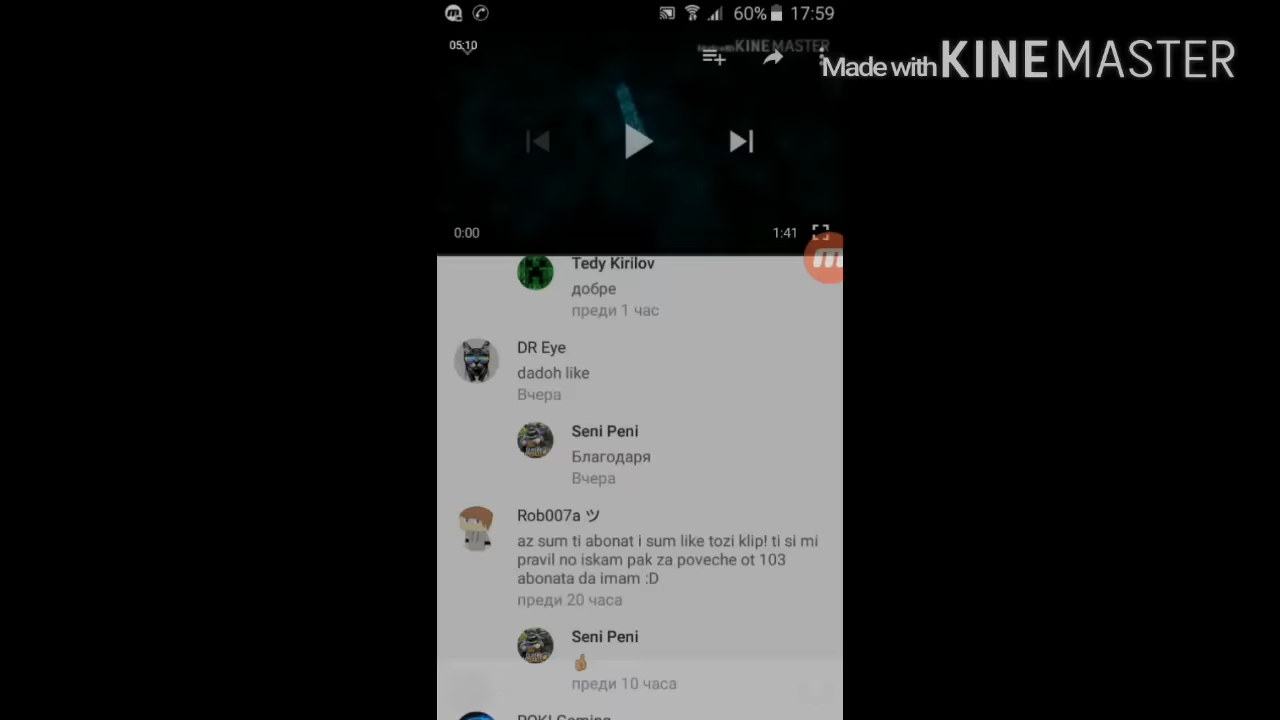 60% 17:59
05:10
KINEMASTER
Made with KINEMASTER
0:00
1:41
Tedy Kirilov
добре
преди 1 час
DR Eye
dadoh like
Вчера
Seni Peni
Благодаря
Вчера
Rob007a ツ
az sum ti abonat i sum like tozi klip! ti si mi
pravil no iskam pak za poveche ot 103
abonata da imam :D
преди 20 часа
Seni Peni
👍
преди 10 часа